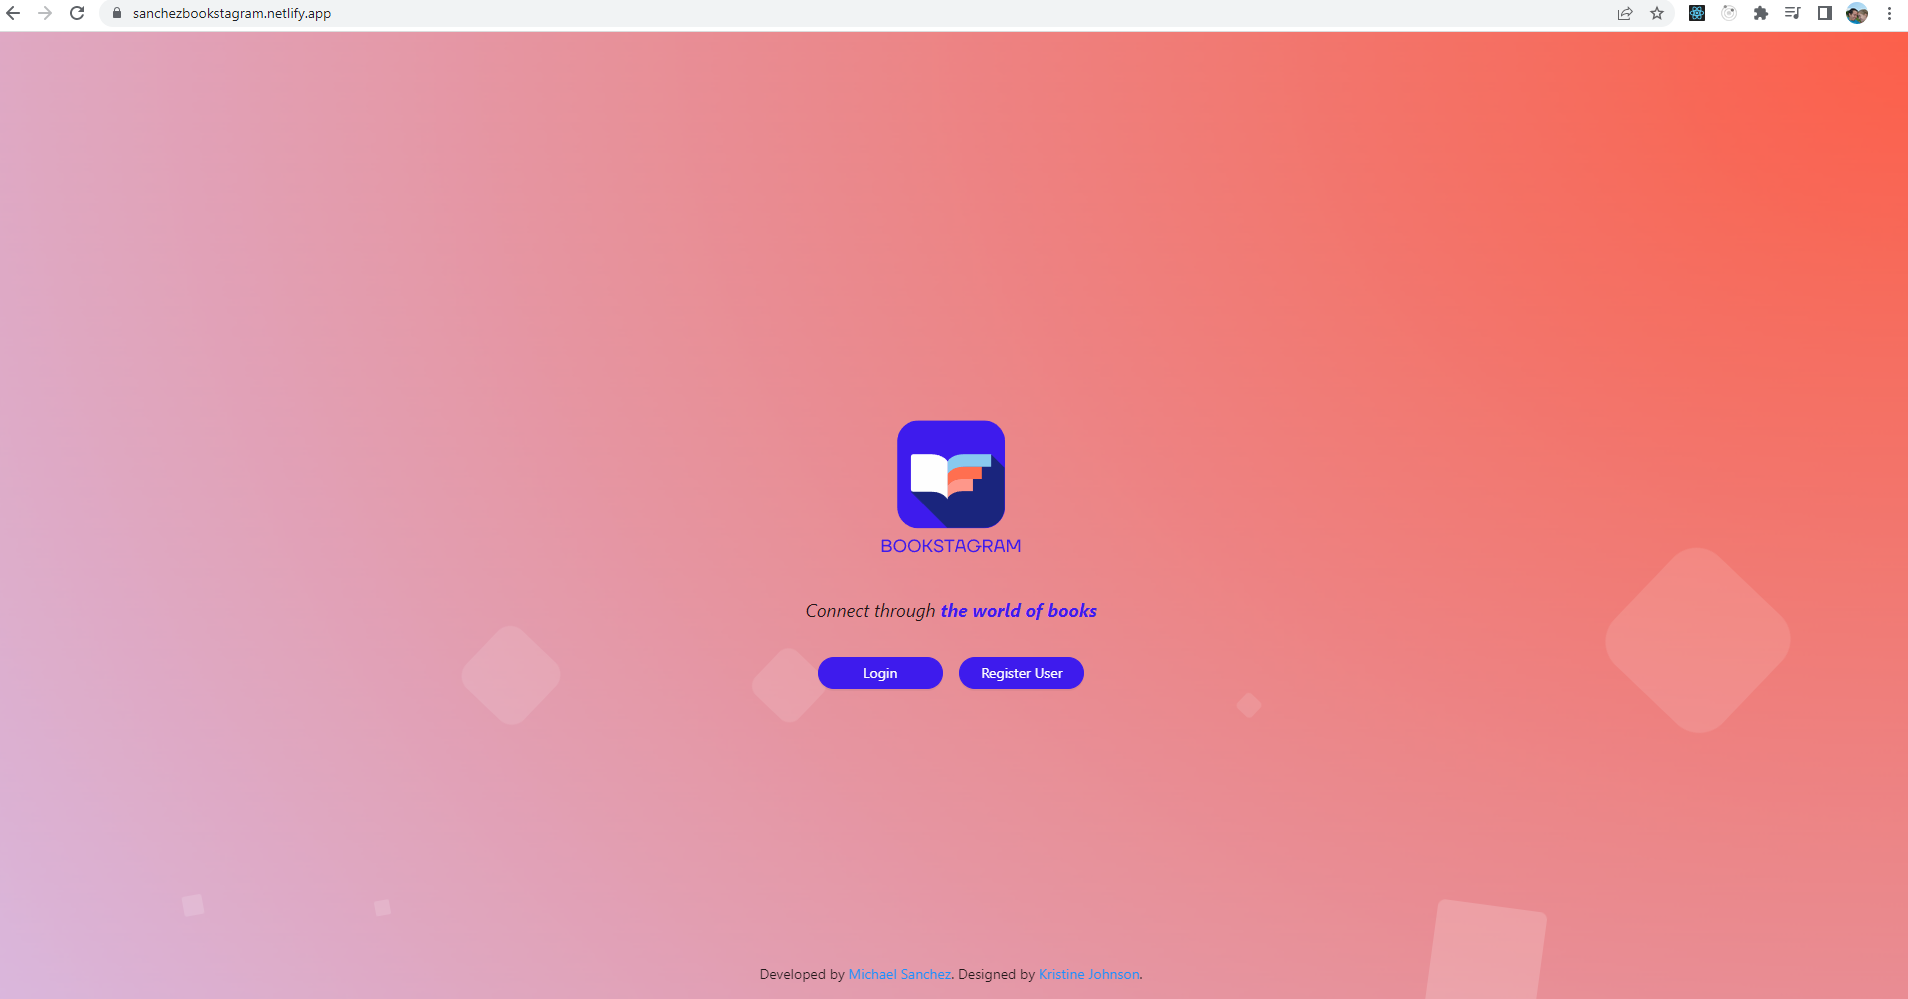 sanchezbookstagram.netlify.app
BOOKSTAGRAM
Connect through the world of books
Login Register User
Developed by Michael Sanchez. Designed by Kristine Johnson.